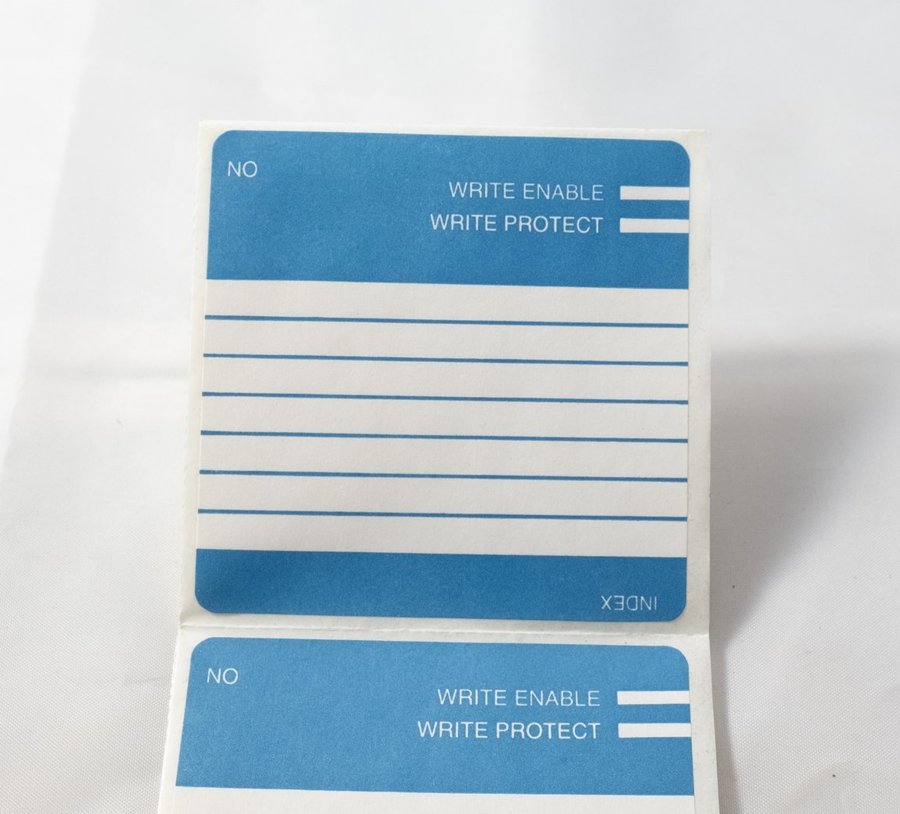 NO
WRITE ENABLE
WRITE PROTECT
INDEX
NO
WRITE ENABLE
WRITE PROTECT